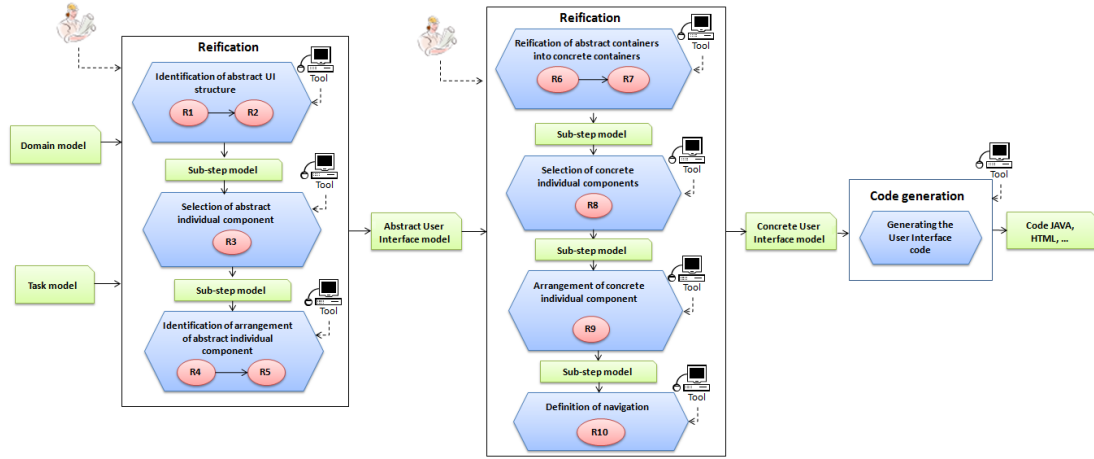 Domain model
Task model
Reification
Identification of abstract UI
structure
R1
R2
Tool
Sub-step model
Tool
Selection of abstract
individual component
R3
Sub-step model
Tool
Identification of arrangement
of abstract individual
component
R4
R5
Abstract User
Interface model
Reification
Reification of abstract containers
into concrete containers
R6
R7
Tool
Sub-step model
Tool
Selection of concrete
individual components
R8
Sub-step model
Tool
Arrangement of concrete
individual component
R9
Sub-step model
Tool
Definition of navigation
R10
Concrete User
Interface model
Tool
Code generation
Generating the
User Interface
code
Code JAVA,
HTML, ...